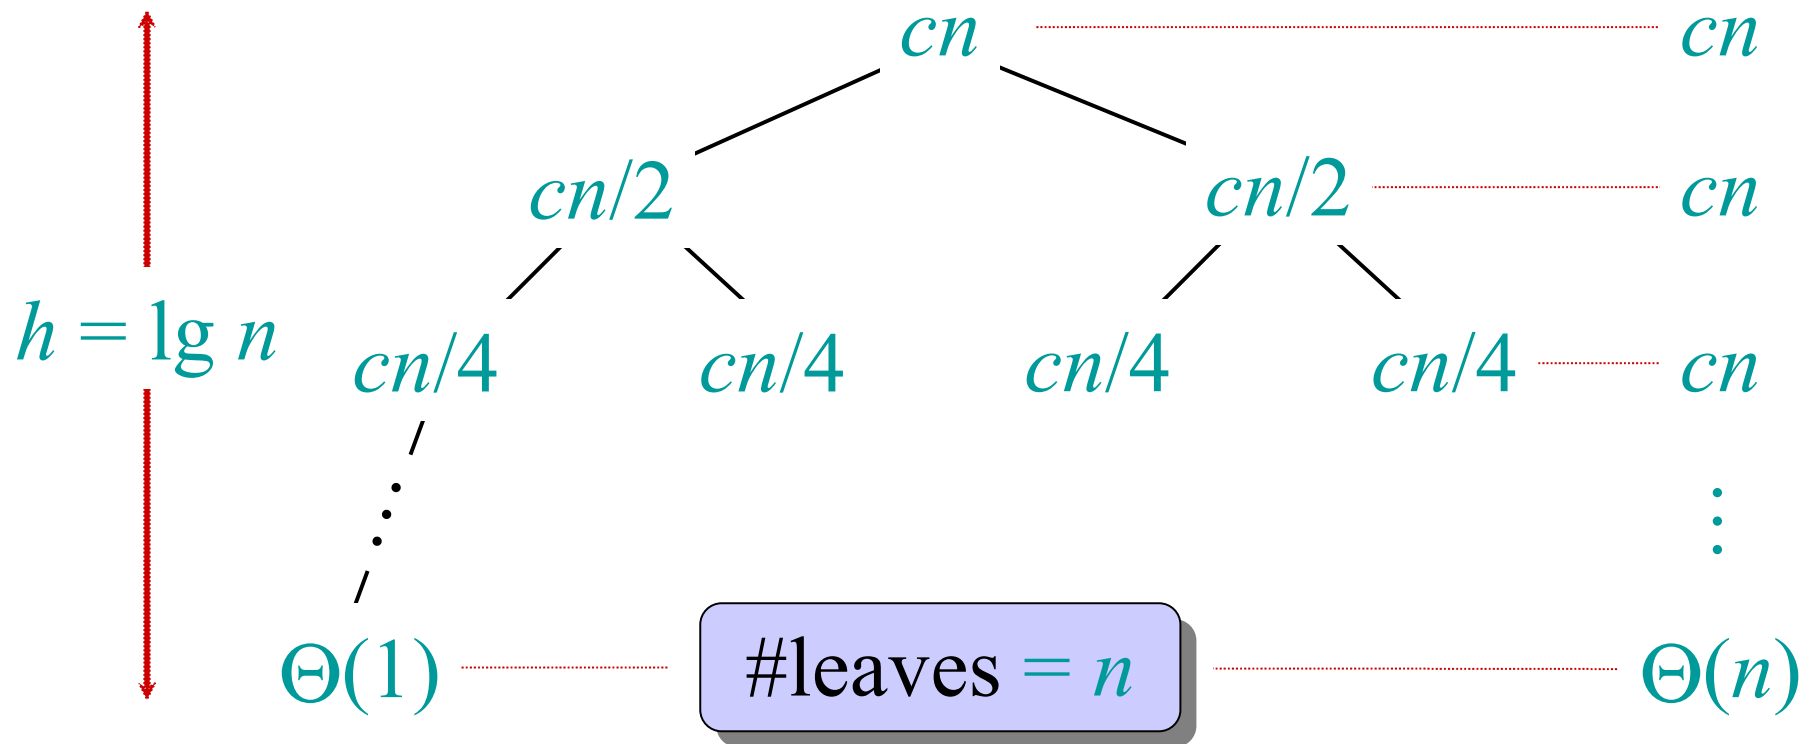 cn cn
cn/2 cn/2 cn
h = lg n cn/4 cn/4 cn/4 cn/4 cn
Θ(1) #leaves = n Θ(n)